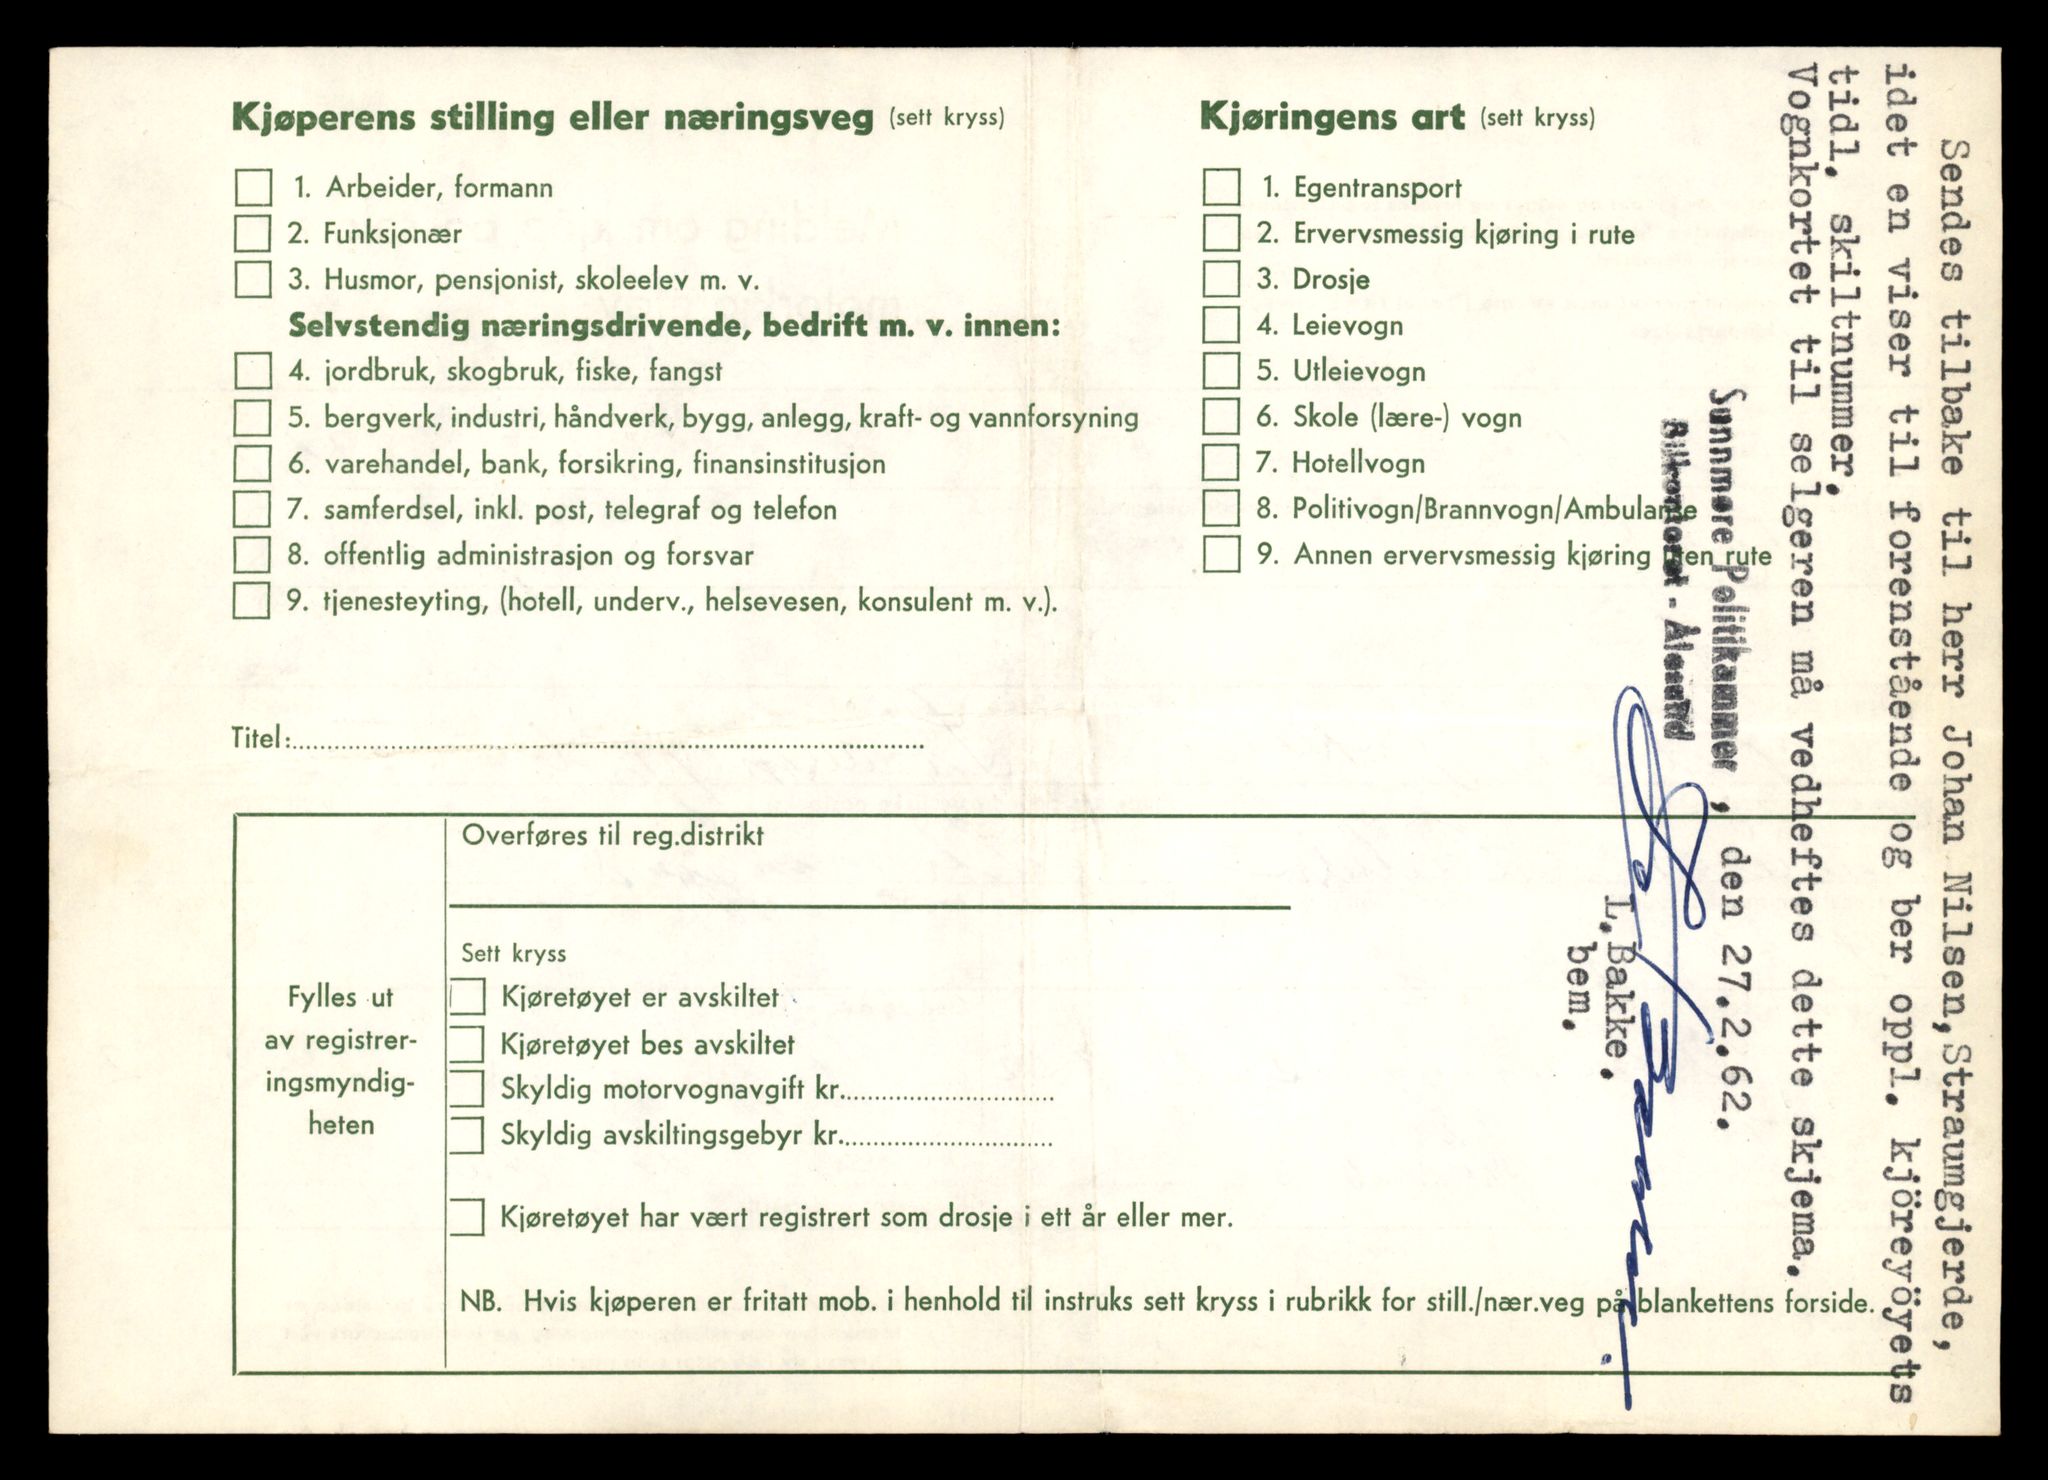 Kjøperens stilling eller næringsveg (sett kryss)
1. Arbeider, formann
2. Funksjonær
3. Husmor, pensjonist, skoleelev m. v.
Selvstendig næringsdrivende, bedrift m. v. innen:
4. jordbruk, skogbruk, fiske, fangst
5. bergverk, industri, håndverk, bygg, anlegg, kraft- og vannforsyning
6. varehandel, bank, forsikring, finansinstitusjon
7. samferdsel, inkl. post, telegraf og telefon
8. offentlig administrasjon og forsvar
9. tjenesteyting, (hotell, underv., helsevesen, konsulent m. v.).
Titel:
Kjøringens art (sett kryss)
1. Egentransport
2. Ervervsmessig kjøring i rute
3. Drosje
4. Leievogn
5. Utleievogn
6. Skole (lære-) vogn
7. Hotellvogn
8. Politivogn/Brannvogn/Ambulanse
9. Annen ervervsmessig kjøring uten rute
Fylles ut
av registrer-
ingsmyndig-
heten
Overføres til reg.distrikt
Sett kryss
Kjøretøyet er avskiltet
Kjøretøyet bes avskiltet
Skyldig motorvognavgift kr.
Skyldig avskiltingsgebyr kr.
Kjøretøyet har vært registrert som drosje i ett år eller mer.
NB. Hvis kjøperen er fritatt mob. i henhold til instruks sett kryss i rubrikk for still./nær.veg på blankettens forside.
Sendes tilbake til herr Johan Nilsen,Straumgjerde,
idet en viser til forenstående og ber oppl. kjöreyöyets
tidl. skiltnummer.
Vognkortet til selgeren må vedheftes dette skjema.
Sunnmøre Politikammer, den 27.2.62.
Bilkontoret - Ålesund
L.Bakke.
bem.